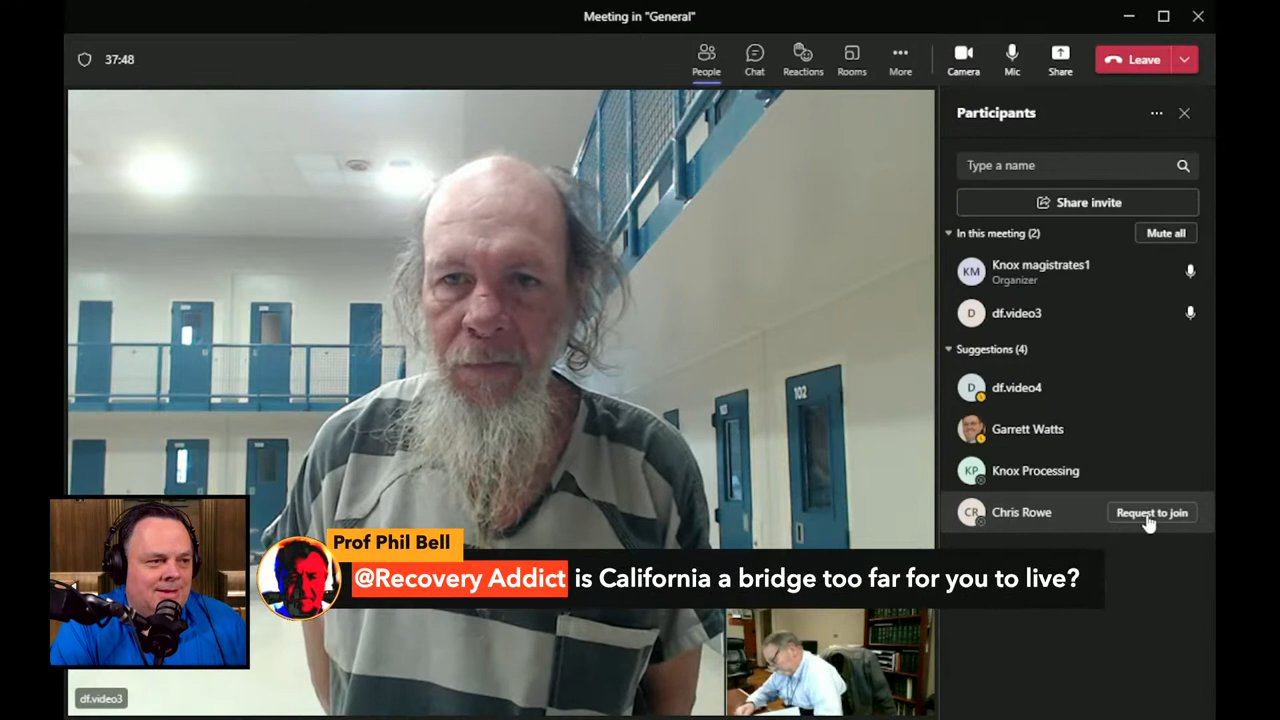 Meeting in "General"
37:48
People
Chat
Reactions
Rooms
More
Camera
Mic
Share
Leave
Participants
Type a name
Share invite
In this meeting (2)
Mute all
KM
Knox magistrates1
Organizer
D
df.video3
Suggestions (4)
D
df.video4
Garrett Watts
KP
Knox Processing
CR
Chris Rowe
Request to join
102
Prof Phil Bell
@Recovery Addict is California a bridge too far for you to live?
df.video3